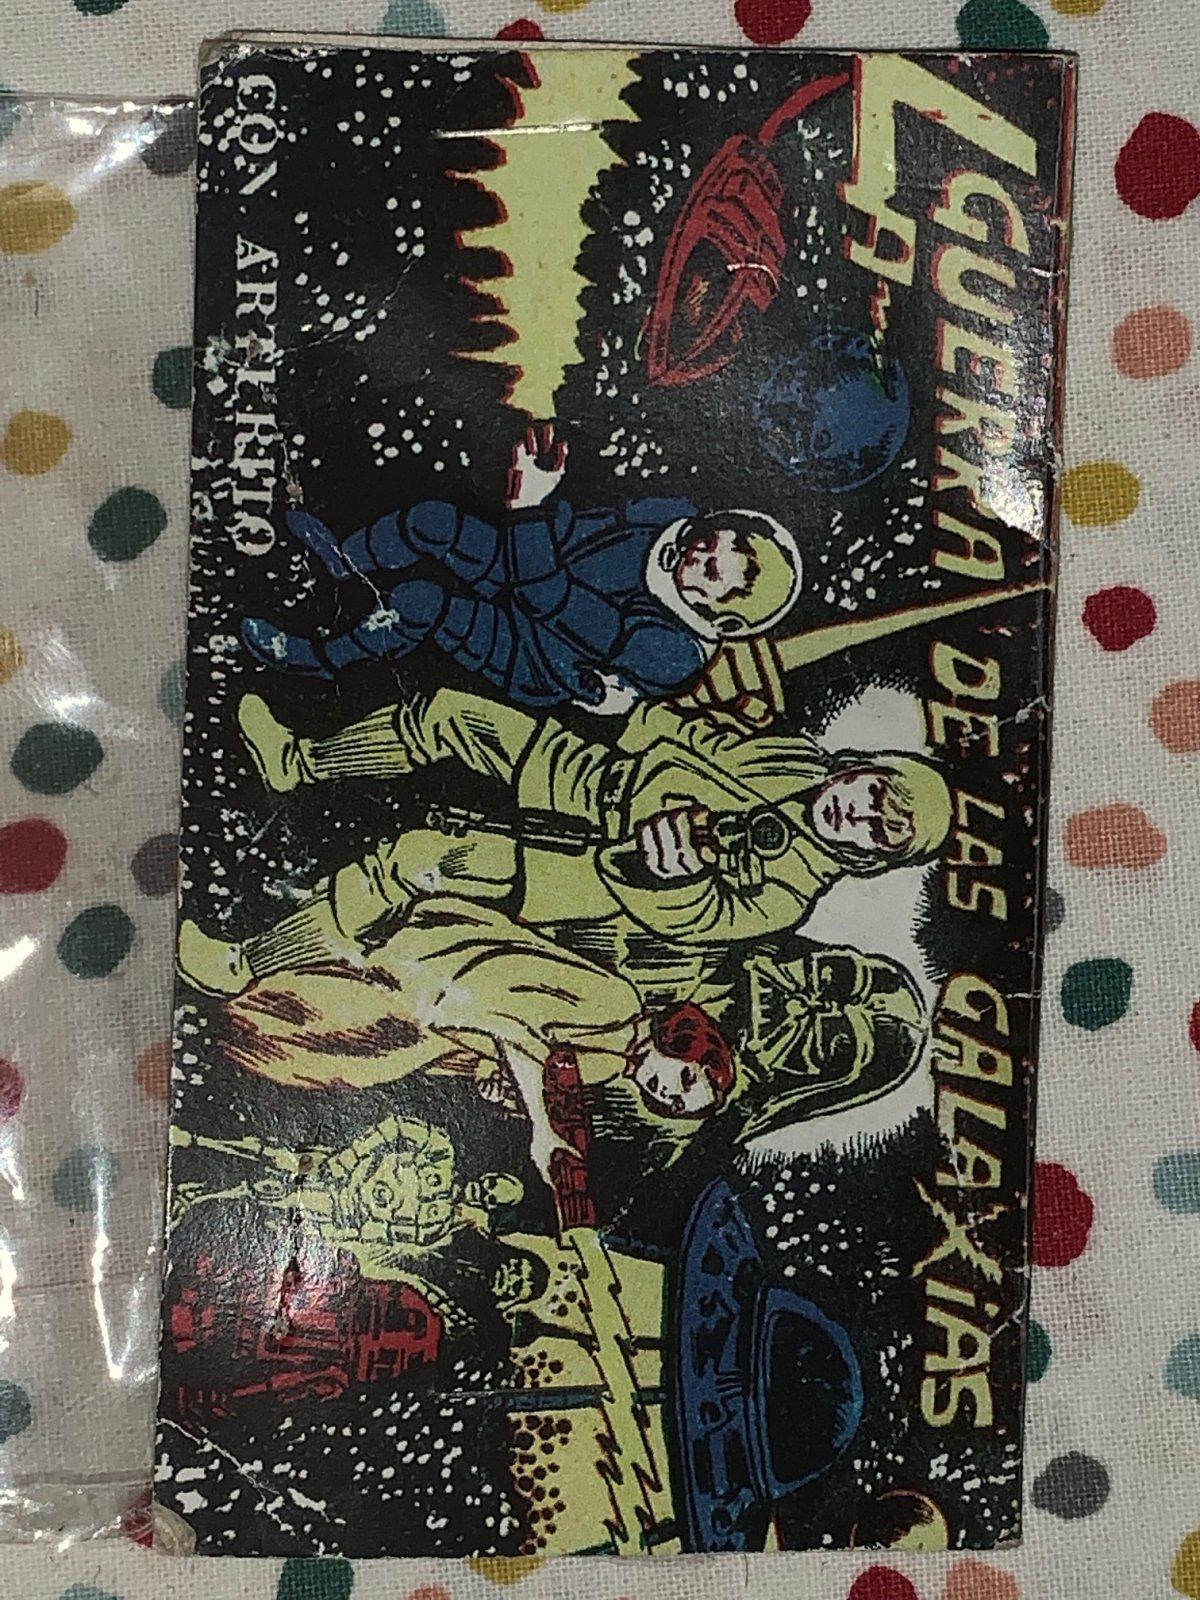 LA
GUERRA DE LAS GALAXIAS
CON ARTURITO